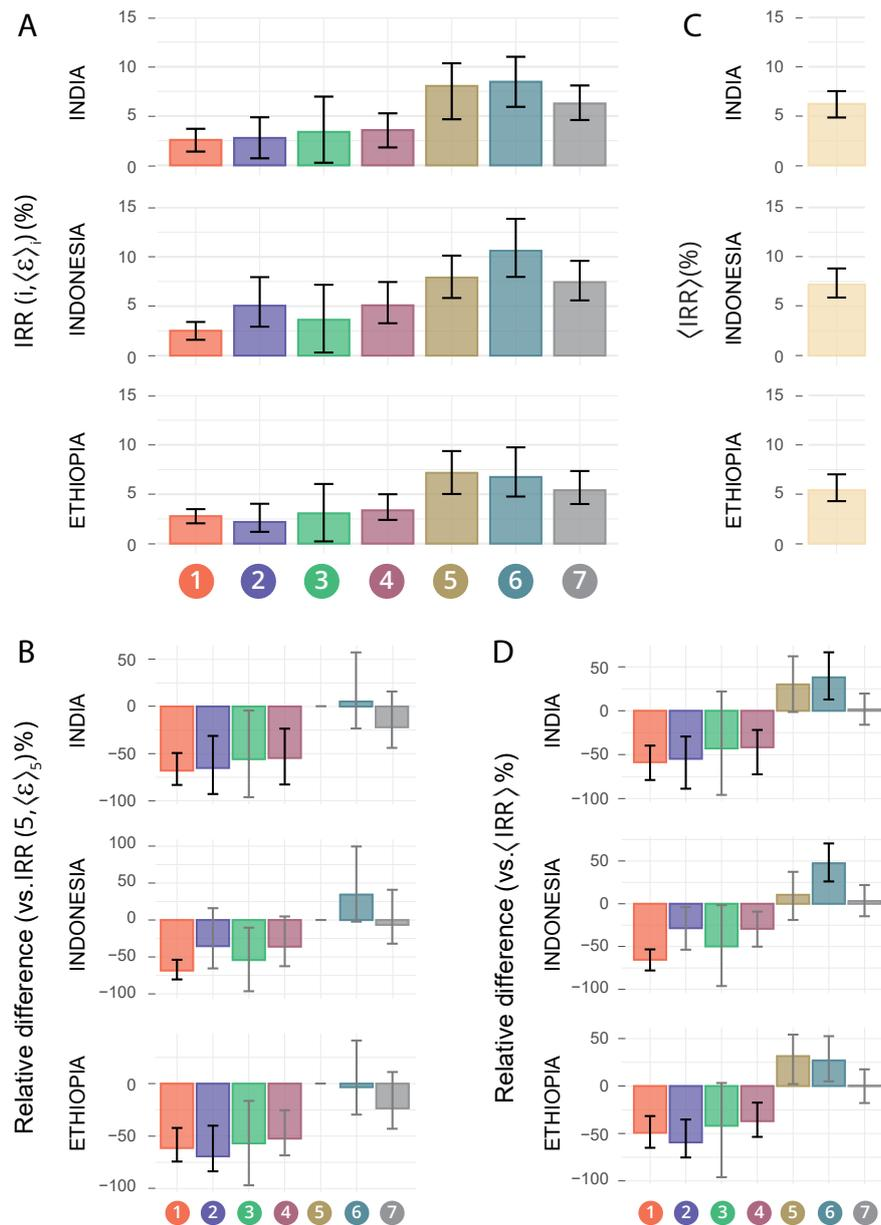 A
IRR (i,⟨ε⟩i)(%)
INDIA
15
10
5
0
INDONESIA
15
10
5
0
ETHIOPIA
15
10
5
0
1 2 3 4 5 6 7
C
⟨IRR⟩(%)
INDIA
15
10
5
0
INDONESIA
15
10
5
0
ETHIOPIA
15
10
5
0
B
Relative difference (vs.IRR (5,⟨ε⟩5)%)
INDIA
50
0
−50
−100
INDONESIA
100
50
0
−50
−100
ETHIOPIA
0
−50
−100
1 2 3 4 5 6 7
D
Relative difference (vs.⟨IRR⟩ %)
INDIA
50
0
−50
−100
INDONESIA
50
0
−50
−100
ETHIOPIA
50
0
−50
−100
1 2 3 4 5 6 7